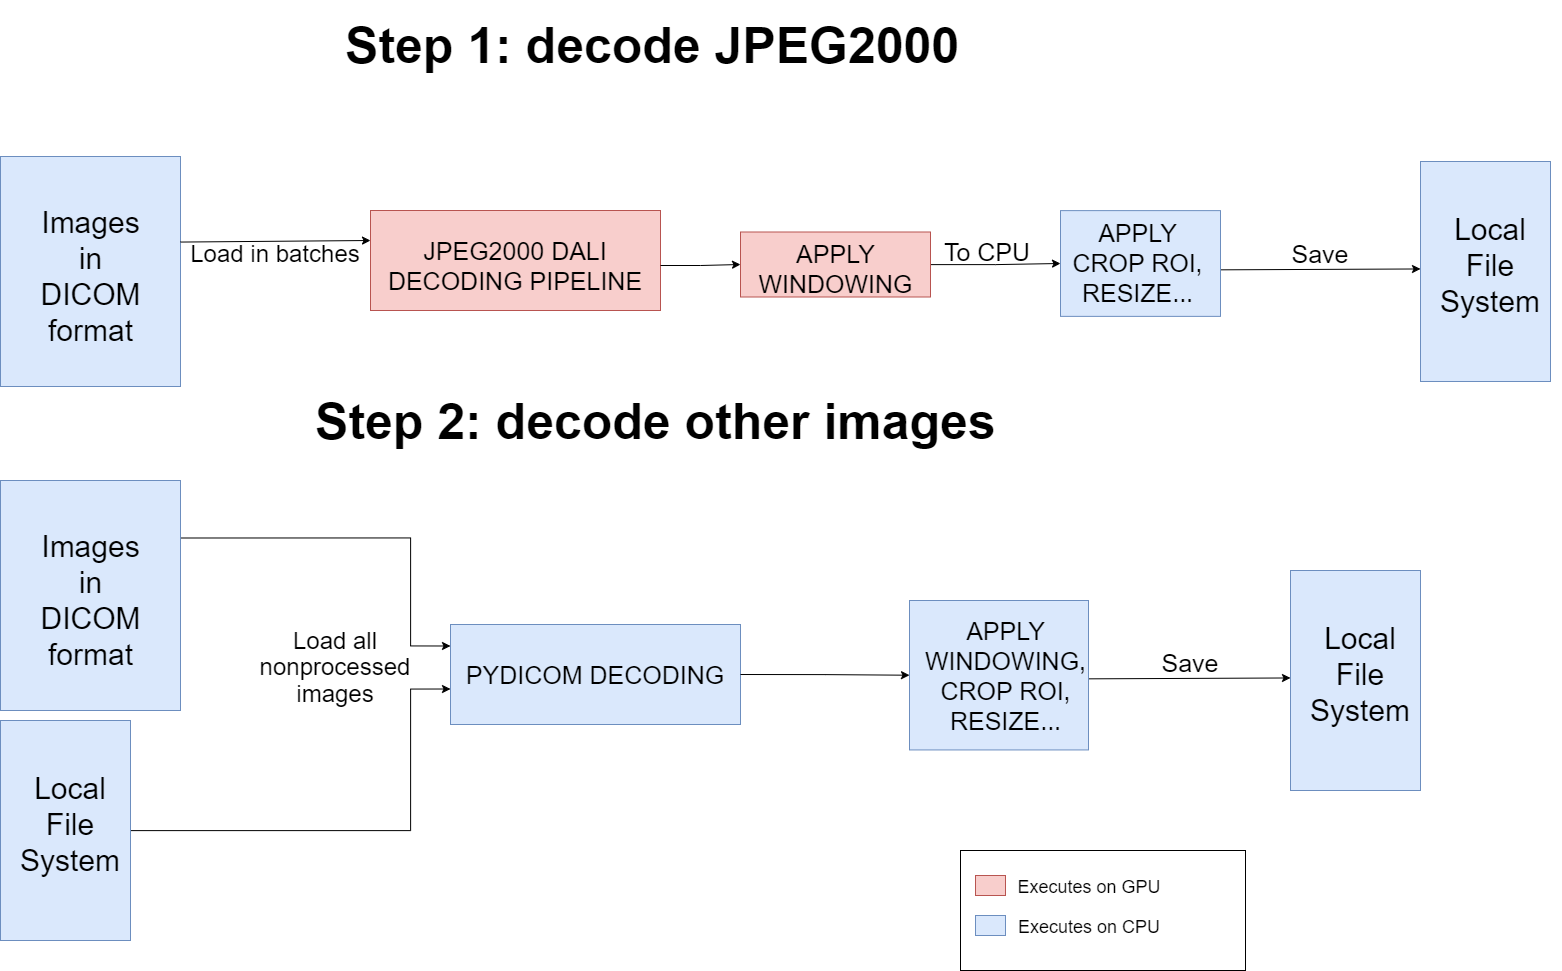 Step 1: decode JPEG2000
Images
in
DICOM
format
Load in batches
JPEG2000 DALI
DECODING PIPELINE
APPLY
WINDOWING
To CPU
APPLY
CROP ROI,
RESIZE...
Save
Local
File
System
Step 2: decode other images
Images
in
DICOM
format
Local
File
System
Load all
nonprocessed
images
PYDICOM DECODING
APPLY
WINDOWING,
CROP ROI,
RESIZE...
Save
Local
File
System
Executes on GPU
Executes on CPU